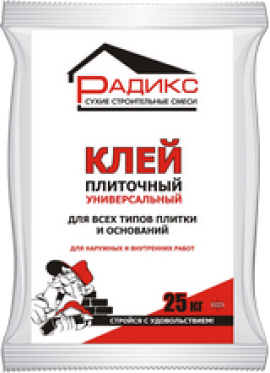 РАДИКС
СУХИЕ СТРОИТЕЛЬНЫЕ СМЕСИ
КЛЕЙ
ПЛИТОЧНЫЙ
УНИВЕРСАЛЬНЫЙ
ДЛЯ ВСЕХ ТИПОВ ПЛИТКИ
И ОСНОВАНИЙ
ДЛЯ НАРУЖНЫХ И ВНУТРЕННИХ РАБОТ
25 КГ
СТРОЙСЯ С УДОВОЛЬСТВИЕМ!